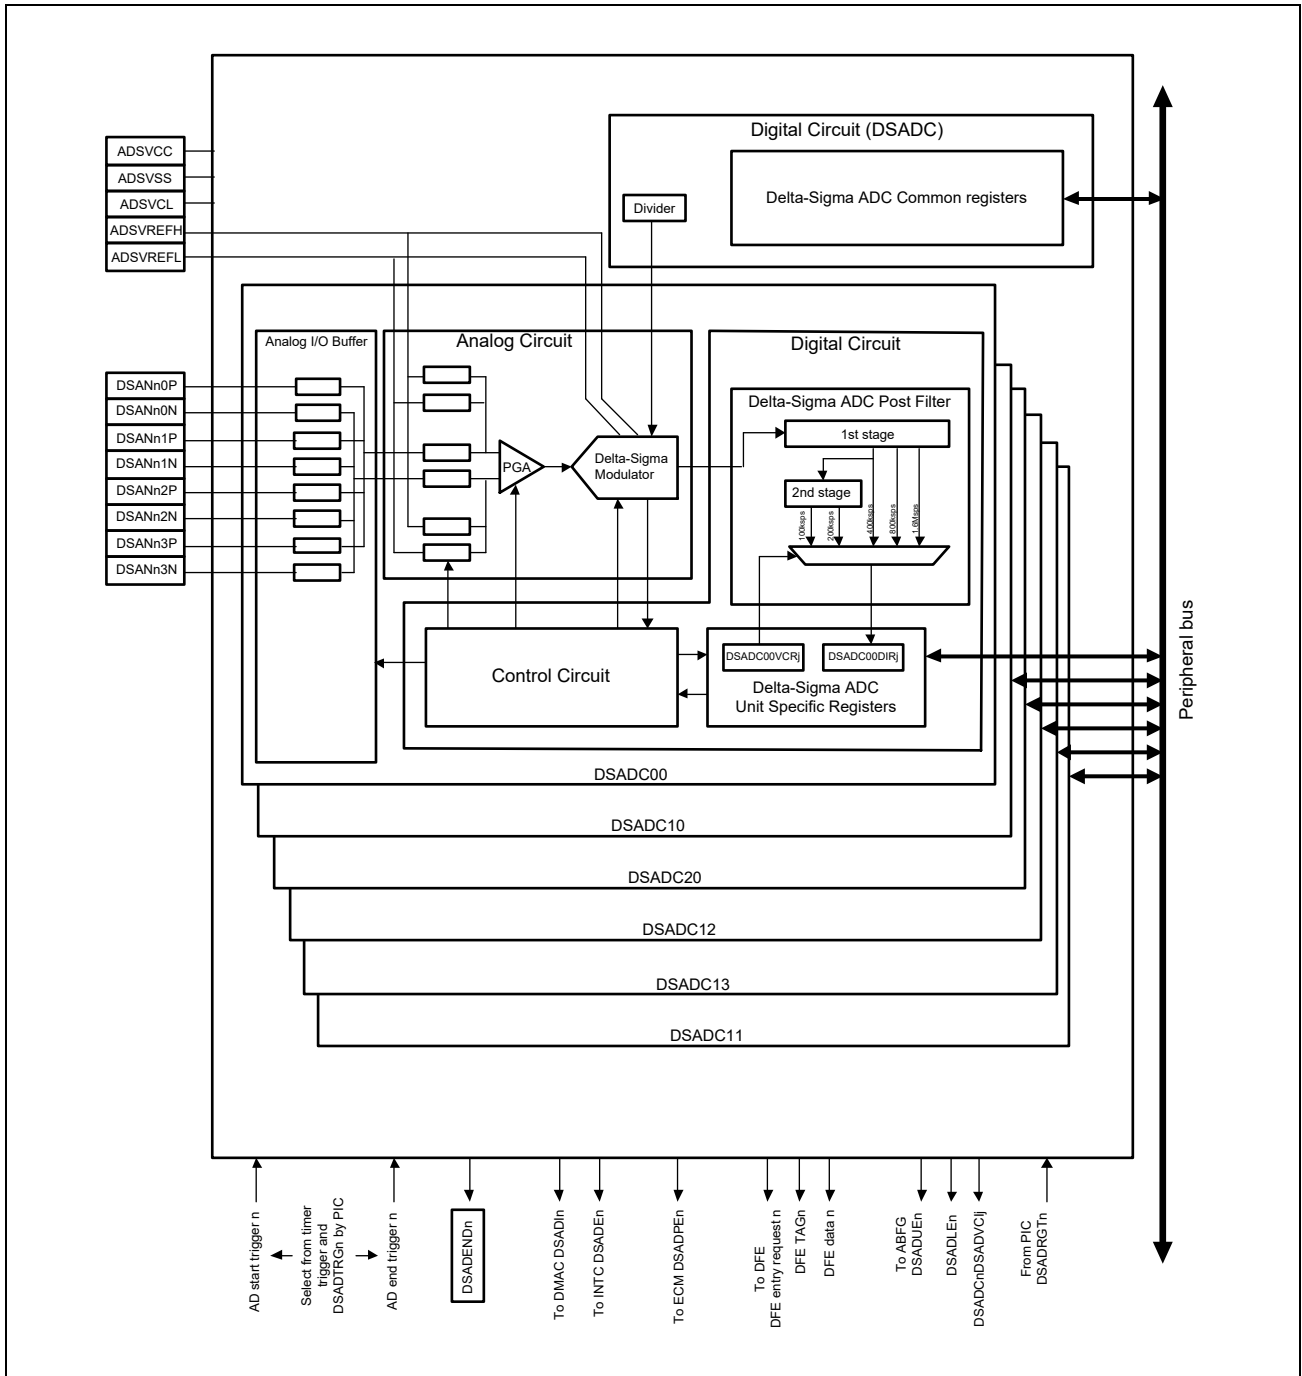 Digital Circuit (DSADC)
Delta-Sigma ADC Common registers
Divider
ADSVCC
ADSVSS
ADSVCL
ADSVREFH
ADSVREFL
Analog I/O Buffer
Analog Circuit
Digital Circuit
DSANn0P
DSANn0N
DSANn1P
DSANn1N
DSANn2P
DSANn2N
DSANn3P
DSANn3N
PGA
Delta-Sigma
Modulator
Delta-Sigma ADC Post Filter
1st stage
2nd stage
100ksps
200ksps
400ksps
800ksps
1.6Msps
Control Circuit
DSADC00VCRj
DSADC00DIRj
Delta-Sigma ADC
Unit Specific Registers
Peripheral bus
DSADC00
DSADC10
DSADC20
DSADC12
DSADC13
DSADC11
AD start trigger n
Select from timer
trigger and
DSADTRGn by PIC
AD end trigger n
DSADENDn
To DMAC DSADIn
To INTC DSADEn
To ECM DSADPEn
To DFE
DFE entry request n
DFE TAGn
DFE data n
To ABFG
DSADUEn
DSADLEn
DSADCnDSADVCIj
From PIC
DSADRGTn